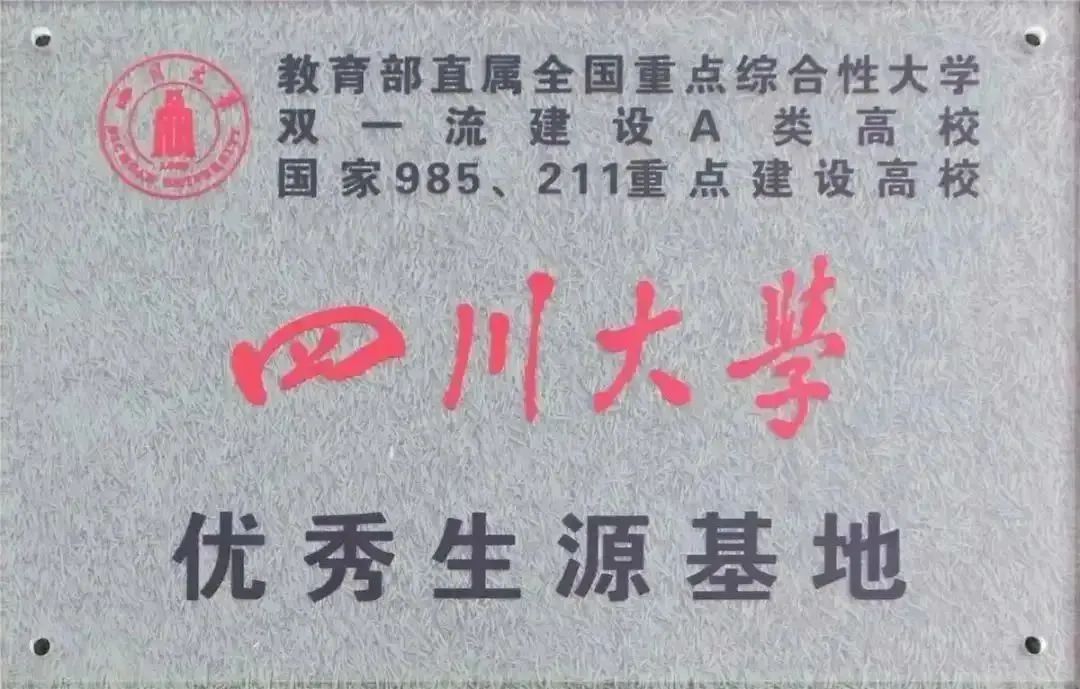 教育部直属全国重点综合性大学
双一流建设A类高校
国家985、211重点建设高校
四川大学
优秀生源基地